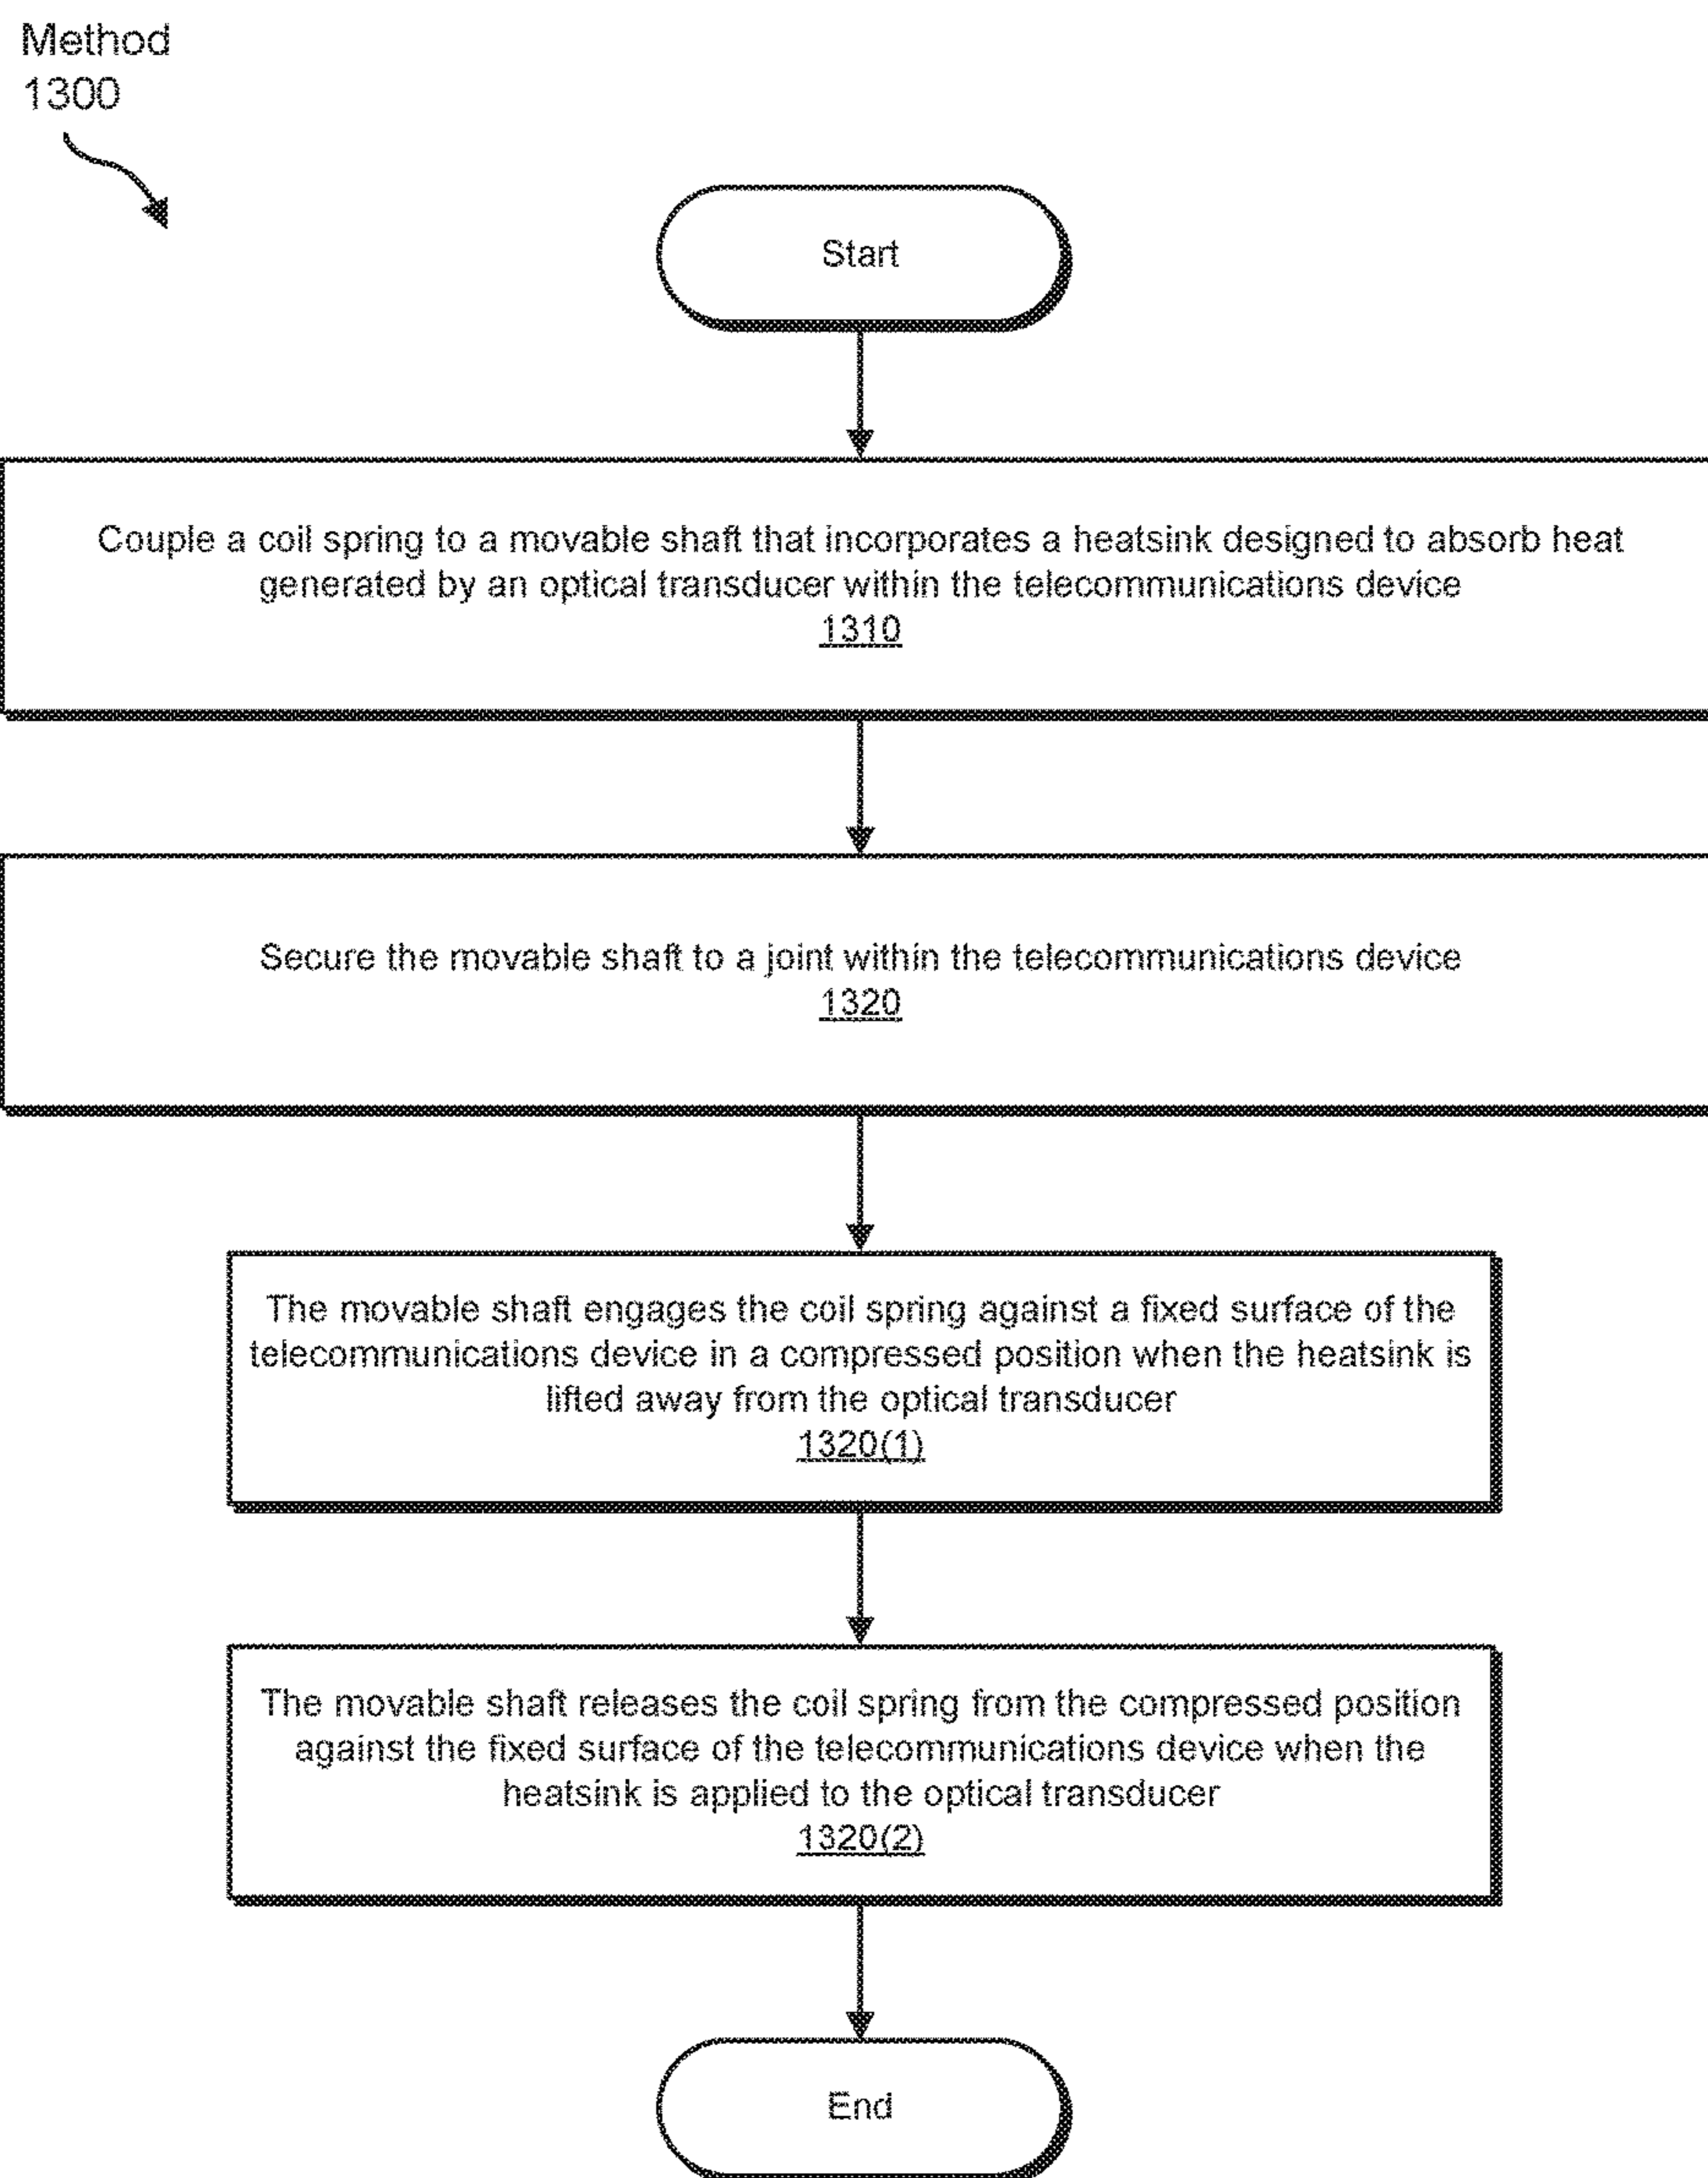 Method
1300
Start
Couple a coil spring to a movable shaft that incorporates a heatsink designed to absorb heat
generated by an optical transducer within the telecommunications device
1310
Secure the movable shaft to a joint within the telecommunications device
1320
The movable shaft engages the coil spring against a fixed surface of the
telecommunications device in a compressed position when the heatsink is
lifted away from the optical transducer
1320(1)
The movable shaft releases the coil spring from the compressed position
against the fixed surface of the telecommunications device when the
heatsink is applied to the optical transducer
1320(2)
End